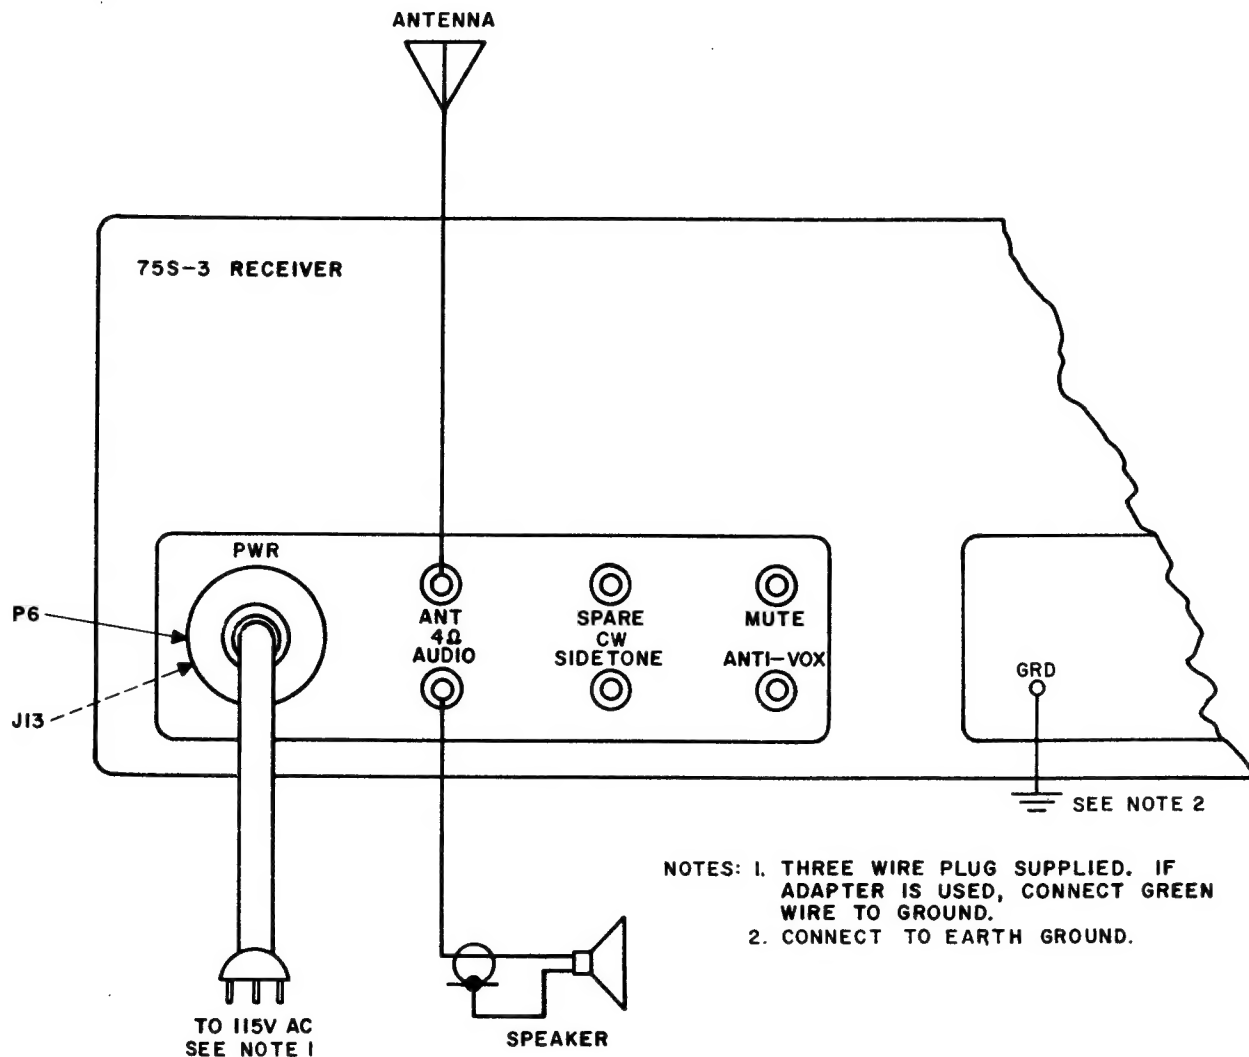 ANTENNA
75S-3 RECEIVER
PWR
P6
J13
ANT
4Ω
AUDIO
SPARE
CW
SIDETONE
MUTE
ANTI-VOX
GRD
SEE NOTE 2
NOTES: 1. THREE WIRE PLUG SUPPLIED. IF
ADAPTER IS USED, CONNECT GREEN
WIRE TO GROUND.
2. CONNECT TO EARTH GROUND.
TO 115V AC
SEE NOTE 1
SPEAKER